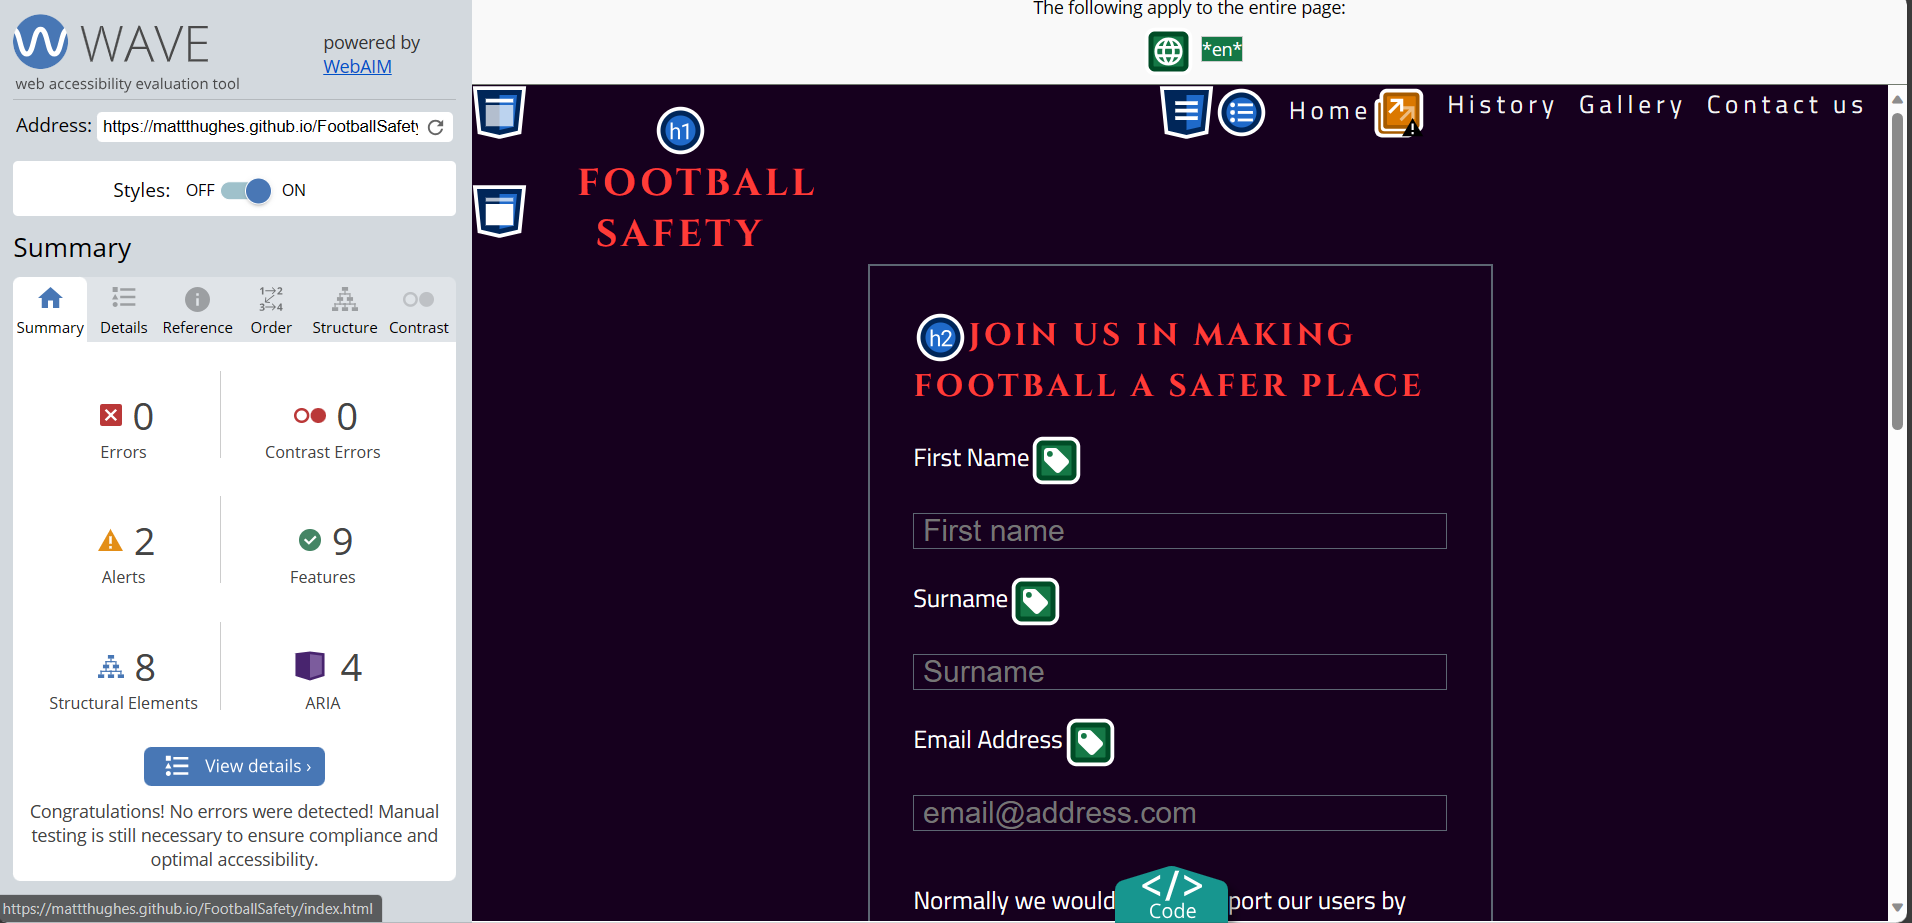 WAVE
web accessibility evaluation tool
powered by
WebAIM
Address: https://mattthughes.github.io/FootballSafety
Styles: OFF ON
Summary
Summary Details Reference Order Structure Contrast
1 2
3 4
0
Errors
0
Contrast Errors
2
Alerts
9
Features
8
Structural Elements
4
ARIA
View details ›
Congratulations! No errors were detected! Manual
testing is still necessary to ensure compliance and
optimal accessibility.
https://mattthughes.github.io/FootballSafety/index.html
The following apply to the entire page:
*en*
h1
FOOTBALL
SAFETY
Home History Gallery Contact us
h2 JOIN US IN MAKING
FOOTBALL A SAFER PLACE
First Name
First name
Surname
Surname
Email Address
email@address.com
Normally we would port our users by
</>
Code